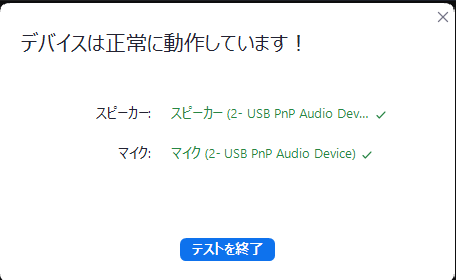 デバイスは正常に動作しています！
スピーカー: スピーカー (2- USB PnP Audio Dev... ✓
マイク: マイク (2- USB PnP Audio Device) ✓
テストを終了